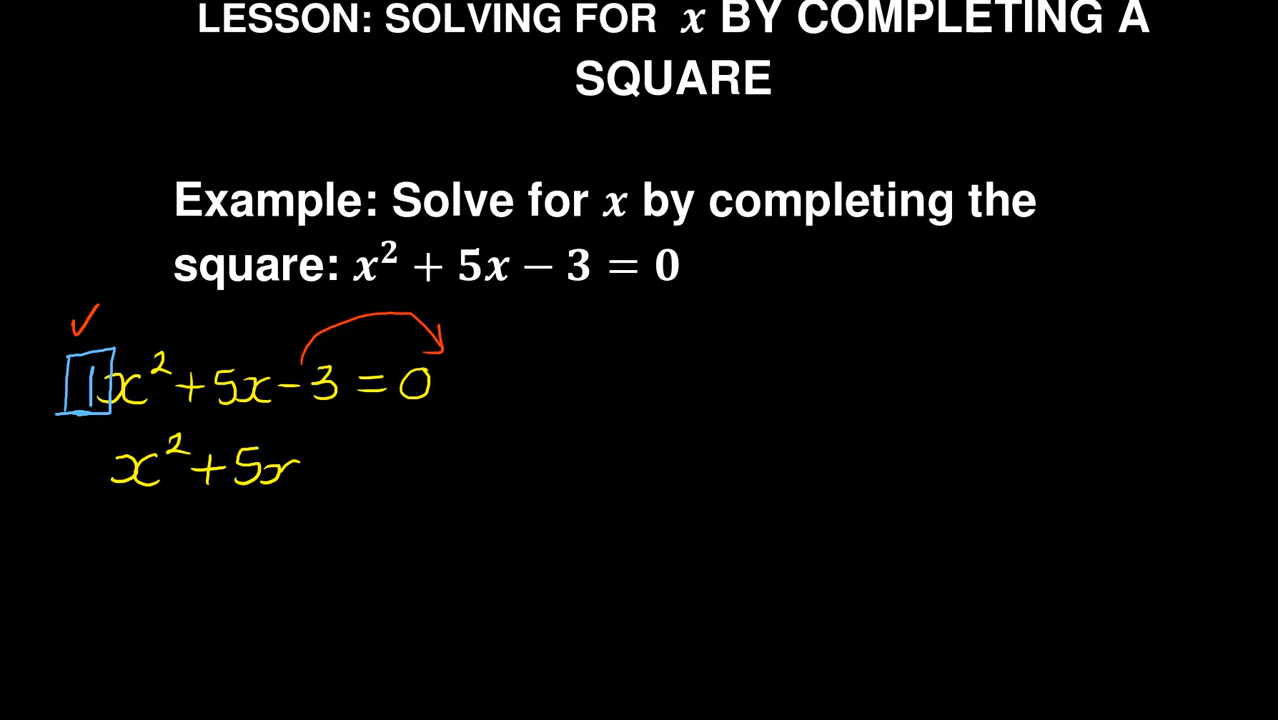 LESSON: SOLVING FOR x BY COMPLETING A
SQUARE
Example: Solve for x by completing the
square: x² + 5x − 3 = 0
1x² + 5x − 3 = 0
x² + 5x